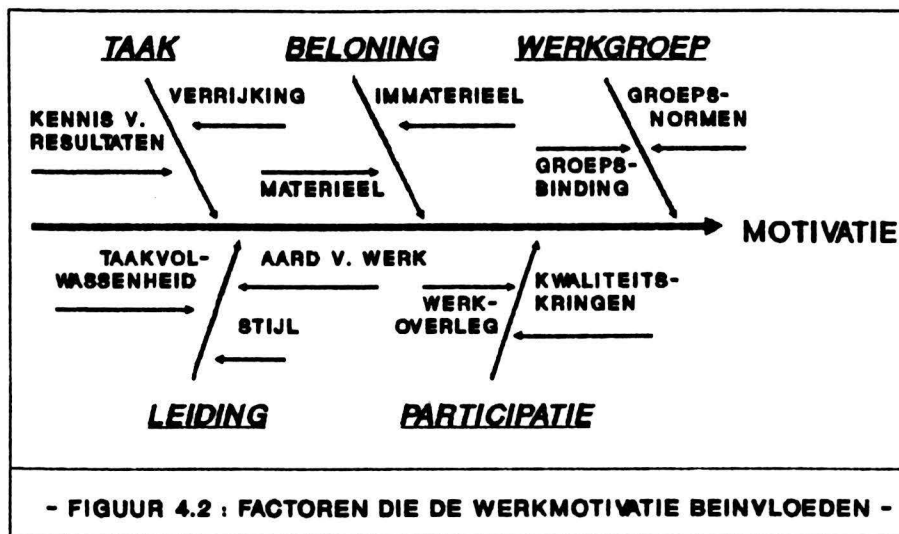 TAAK
BELONING
WERKGROEP
VERRIJKING
KENNIS V.
RESULTATEN
IMMATERIEEL
MATERIEEL
GROEPS-
NORMEN
GROEPS-
BINDING
MOTIVATIE
TAAKVOL-
WASSENHEID
AARD V. WERK
STIJL
WERK-
OVERLEG
KWALITEITS-
KRINGEN
LEIDING
PARTICIPATIE
- FIGUUR 4.2 : FACTOREN DIE DE WERKMOTIVATIE BEINVLOEDEN -